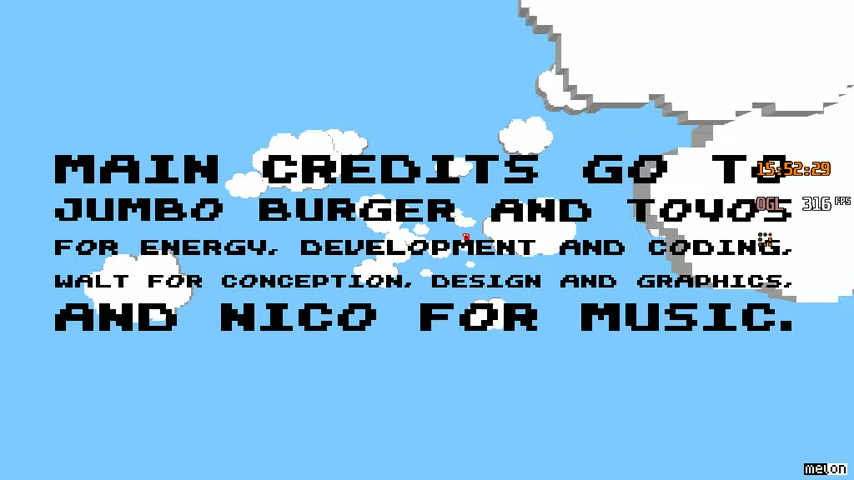 MAIN CREDITS GO TO
15:52:29
JUMBO BURGER AND TOYOS
OGL 316 FPS
FOR ENERGY, DEVELOPMENT AND CODING,
WALT FOR CONCEPTION, DESIGN AND GRAPHICS,
AND NICO FOR MUSIC.
melon